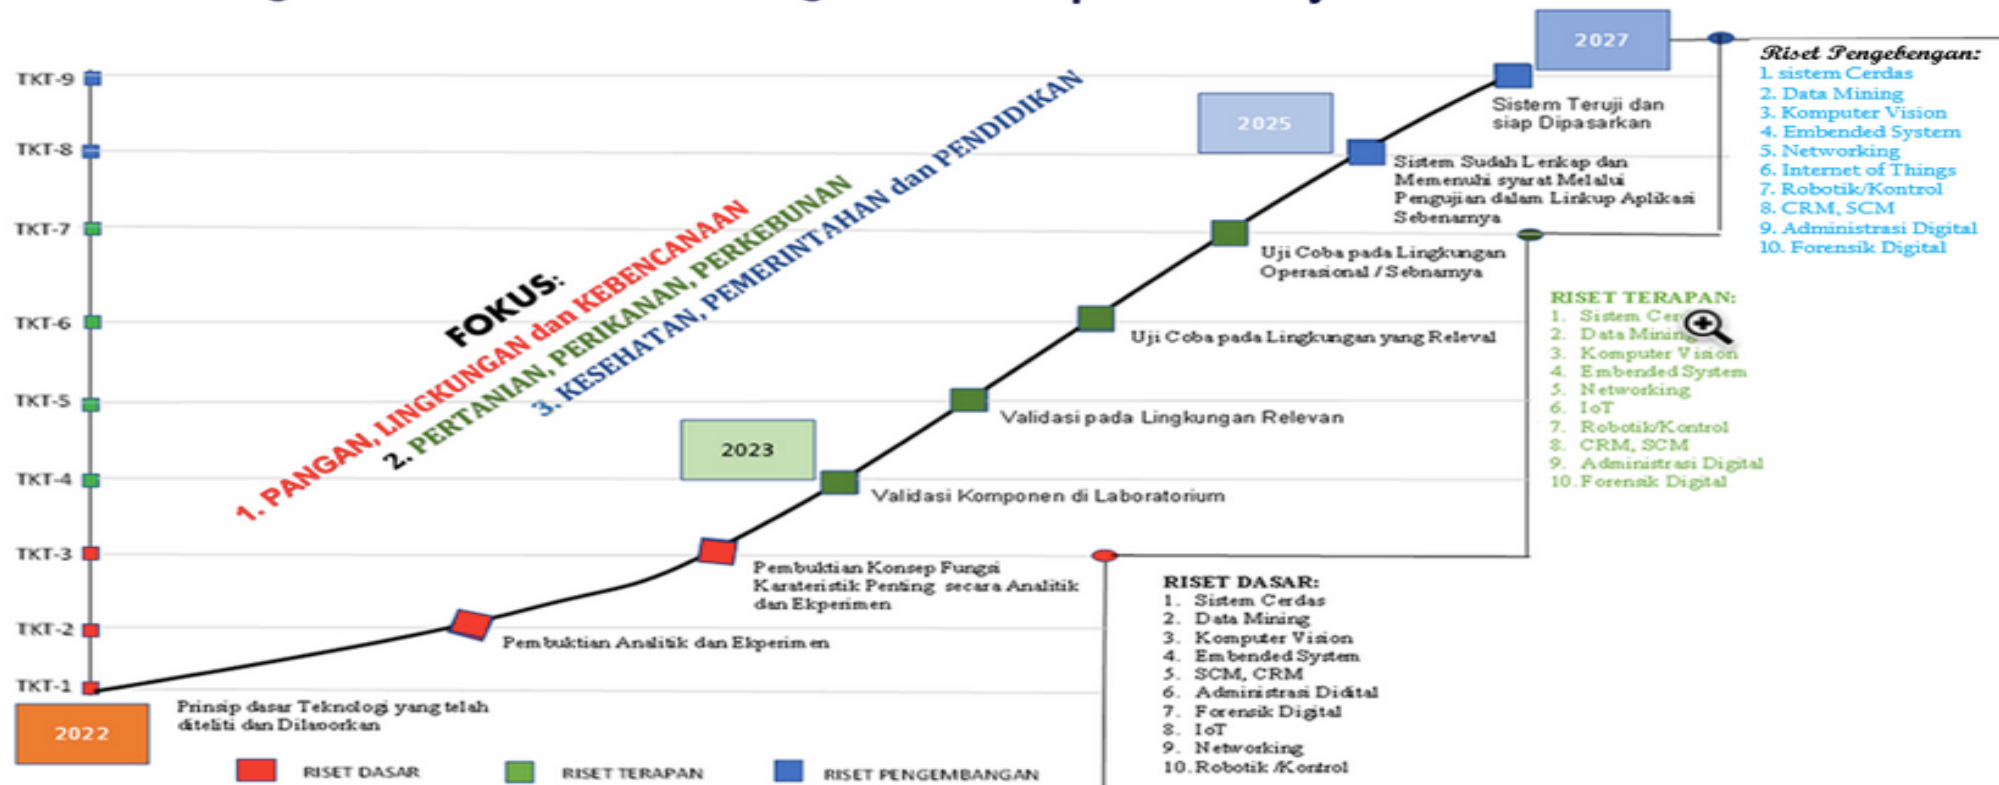 2027
Riset Pengebengan:
1. sistem Cerdas
2. Data Mining
3. Komputer Vision
4. Embended System
5. Networking
6. Internet of Things
7. Robotik/Kontrol
8. CRM, SCM
9. Administrasi Digital
10. Forensik Digital
TKT-9
TKT-8
TKT-7
TKT-6
TKT-5
TKT-4
TKT-3
TKT-2
TKT-1
FOKUS:
1. PANGAN, LINGKUNGAN dan KEBENCANAAN
2. PERTANIAN, PERIKANAN, PERKEBUNAN
3. KESEHATAN, PEMERINTAHAN dan PENDIDIKAN
Sistem Teruji dan
siap Dipasarkan
2025
Sistem Sudah Lenkap dan
Memenuhi syarat Melalui
Pengujian dalam Linkup Aplikasi
Sebenarnya
Uji Coba pada Lingkungan
Operasional / Sebnarnya
Uji Coba pada Lingkungan yang Releval
Validasi pada Lingkungan Relevan
2023
Validasi Komponen di Laboratorium
Pembuktian Konsep Fungsi
Karateristik Penting secara Analitik
dan Ekperimen
Pembuktian Analitik dan Ekperimen
Prinsip dasar Teknologi yang telah
diteliti dan Dilaporkan
2022
RISET TERAPAN:
1. Sistem
2. Data Mining
3. Komputer Vision
4. Embended System
5. Networking
6. IoT
7. Robotik/Kontrol
8. CRM, SCM
9. Administrasi Digital
10. Forensik Digital
RISET DASAR:
1. Sistem Cerdas
2. Data Mining
3. Komputer Vision
4. Embended System
5. SCM, CRM
6. Administrasi Didital
7. Forensik Digital
8. IoT
9. Networking
10. Robotik /Kontrol
RISET DASAR
RISET TERAPAN
RISET PENGEMBANGAN